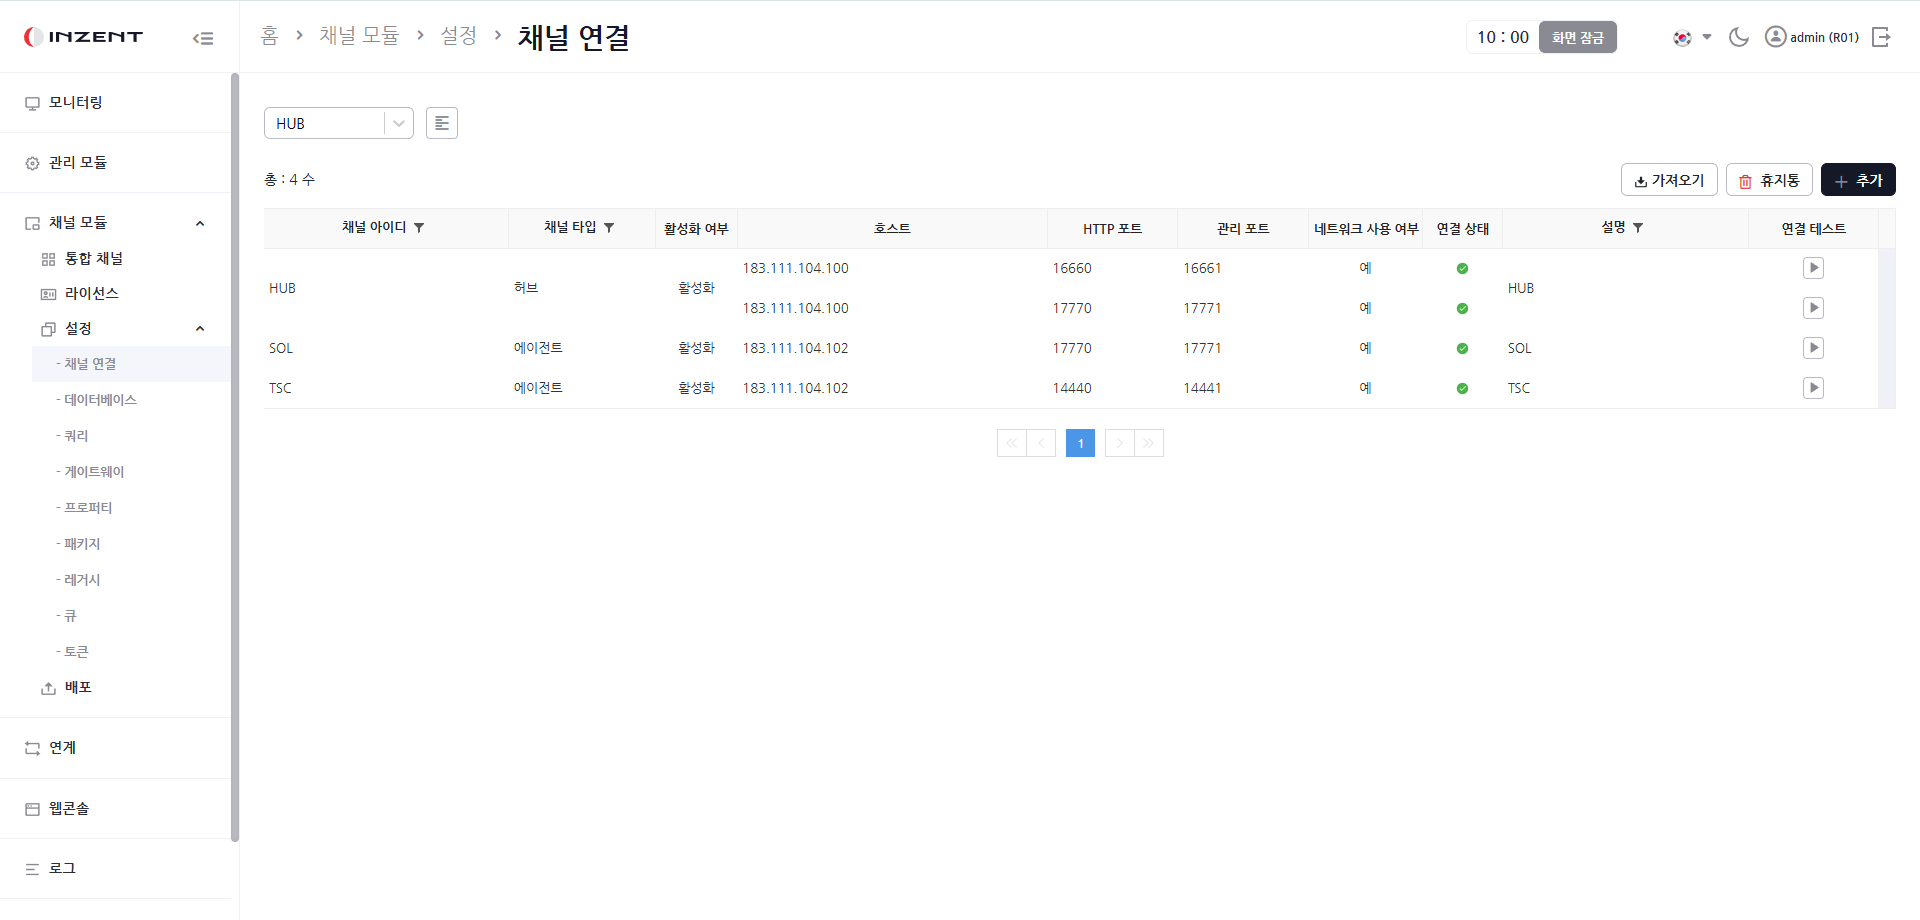 INZENT
홈 > 채널 모듈 > 설정 > 채널 연결
10 : 00
화면 잠금
admin (R01)
모니터링
관리 모듈
채널 모듈
통합 채널
라이선스
설정
- 채널 연결
- 데이터베이스
- 쿼리
- 게이트웨이
- 프로퍼티
- 패키지
- 레거시
- 큐
- 토큰
배포
연계
웹콘솔
로그
HUB
총 : 4 수
가져오기
휴지통
추가
채널 아이디 채널 타입 활성화 여부 호스트 HTTP 포트 관리 포트 네트워크 사용 여부 연결 상태 설명 연결 테스트
HUB 허브 활성화 183.111.104.100 16660 16661 예 HUB
183.111.104.100 17770 17771 예
SOL 에이전트 활성화 183.111.104.102 17770 17771 예 SOL
TSC 에이전트 활성화 183.111.104.102 14440 14441 예 TSC
1